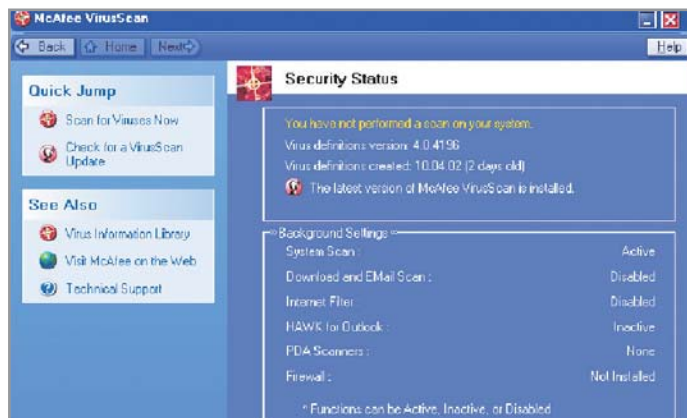 McAfee VirusScan
Back Home Next
Help
Quick Jump
Scan for Viruses Now
Check for a VirusScan
Update
See Also
Virus Information Library
Visit McAfee on the Web
Technical Support
Security Status
You have not performed a scan on your system.
Virus definitions version: 4.0.4196
Virus definitions created: 10.04.02 (2 days old)
The latest version of McAfee VirusScan is installed.
Background Settings
System Scan : Active
Download and EMail Scan : Disabled
Internet Filter Disabled
HAWK for Outlook : Inactive
PDA Scanners : None
Firewall : Not Installed
* Functions can be Active, Inactive, or Disabled